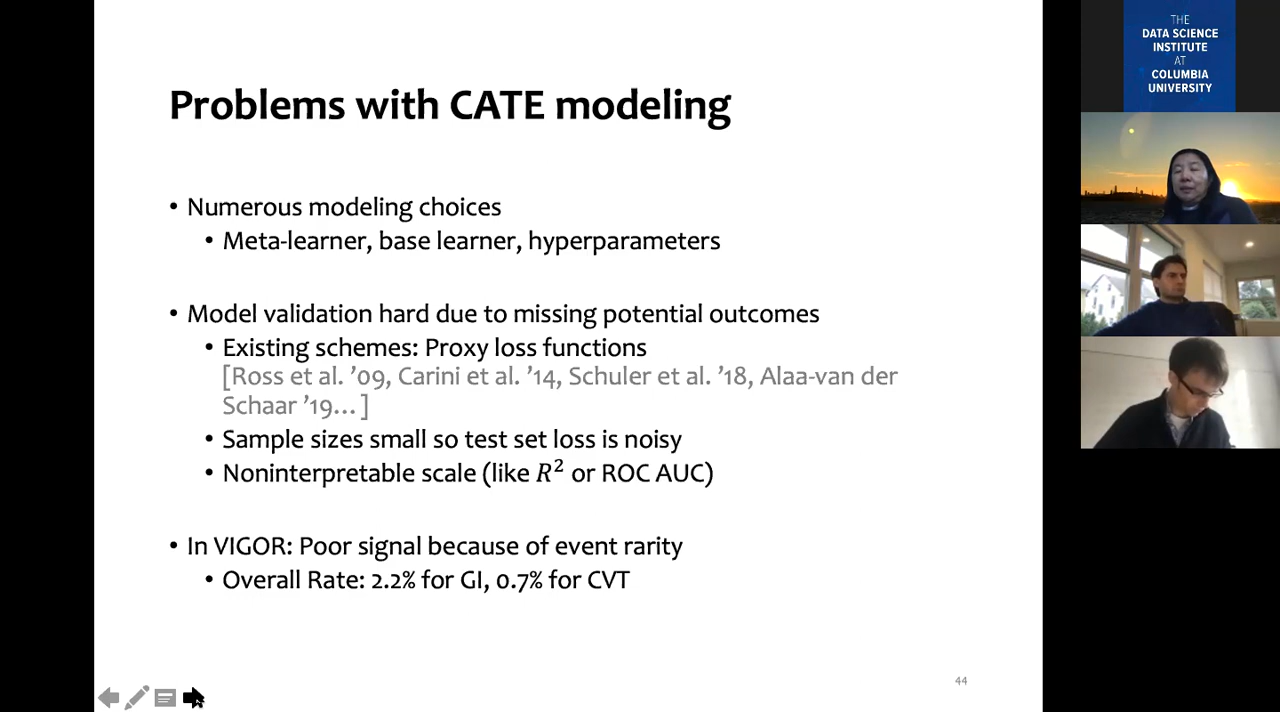 Problems with CATE modeling
• Numerous modeling choices
• Meta-learner, base learner, hyperparameters
• Model validation hard due to missing potential outcomes
• Existing schemes: Proxy loss functions
[Ross et al. ’09, Carini et al. ’14, Schuler et al. ’18, Alaa-van der
Schaar ’19…]
• Sample sizes small so test set loss is noisy
• Noninterpretable scale (like R² or ROC AUC)
• In VIGOR: Poor signal because of event rarity
• Overall Rate: 2.2% for GI, 0.7% for CVT
44
THE
DATA SCIENCE
INSTITUTE
AT
COLUMBIA
UNIVERSITY